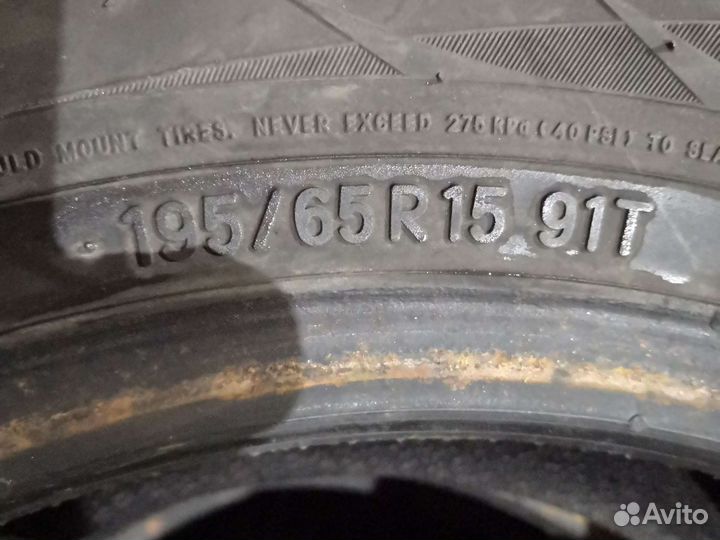 ULD MOUNT TIRES. NEVER EXCEED 275 KPa (40 PSI) TO SEA
195/65R15 91T
Avito